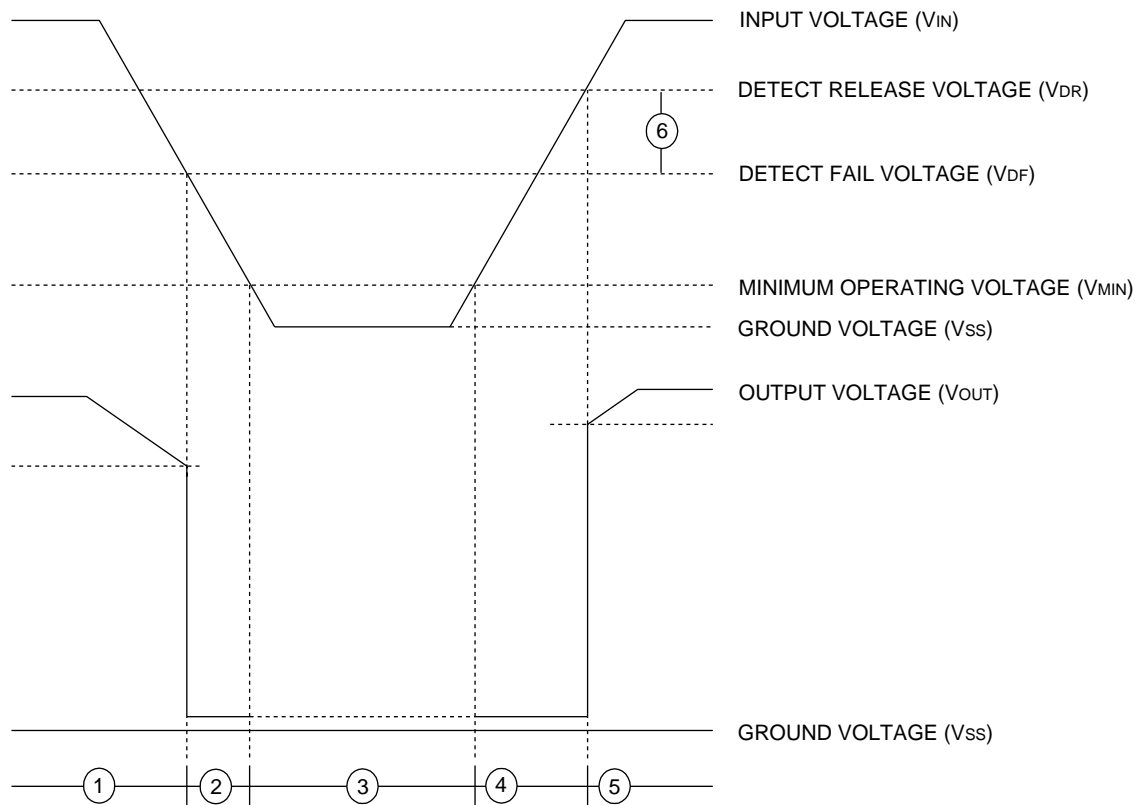 INPUT VOLTAGE (VIN)
DETECT RELEASE VOLTAGE (VDR)
6
DETECT FAIL VOLTAGE (VDF)
MINIMUM OPERATING VOLTAGE (VMIN)
GROUND VOLTAGE (VSS)
OUTPUT VOLTAGE (VOUT)
GROUND VOLTAGE (VSS)
1 2 3 4 5